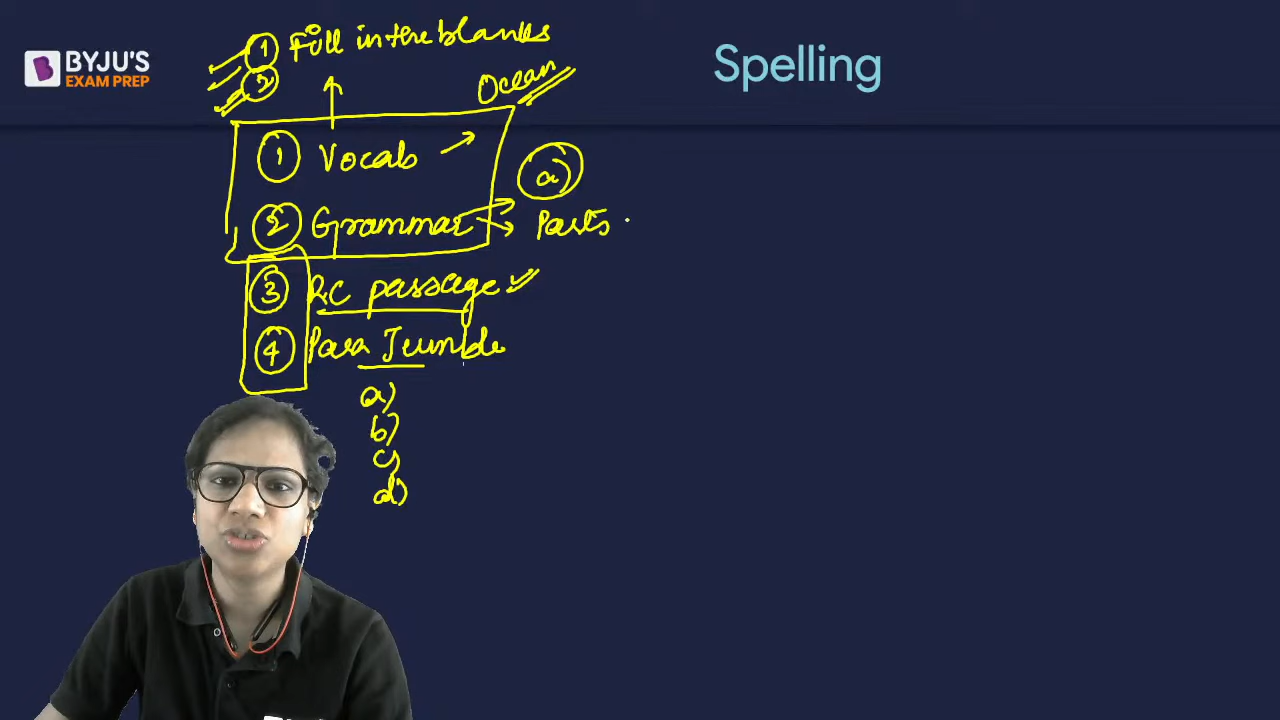 BYJU'S
EXAM PREP
Spelling
① Fill in the blanks
②
Ocean
① Vocab
a)
② Grammar
Parts
③ RC passage
④ Para Jumble
a)
b)
c)
d)